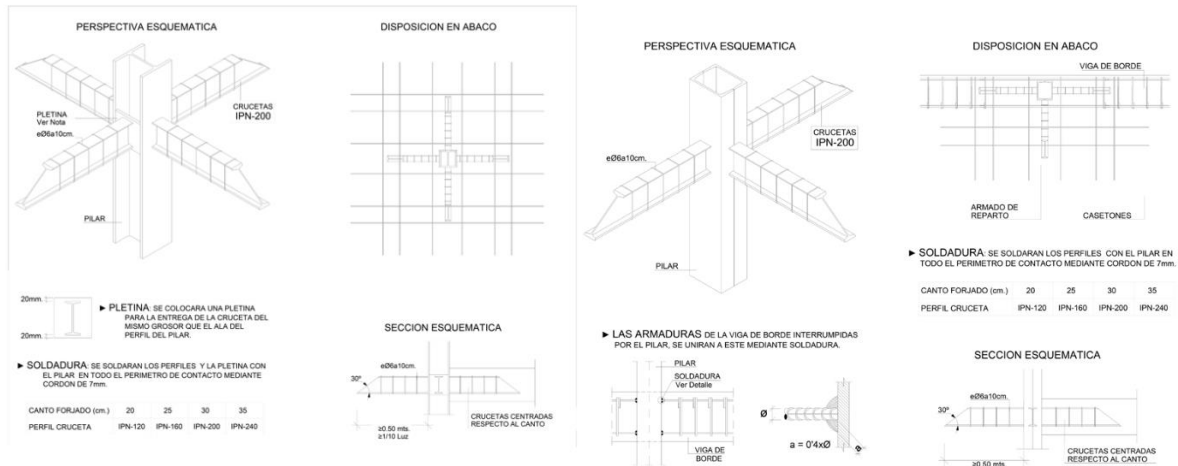 PERSPECTIVA ESQUEMATICA
CRUCETAS
IPN-200
PLETINA
Ver Nota
eØ6a10cm.
PILAR
DISPOSICION EN ABACO
20mm.
20mm.
► PLETINA: SE COLOCARA UNA PLETINA
PARA LA ENTREGA DE LA CRUCETA DEL
MISMO GROSOR QUE EL ALA DEL
PERFIL DEL PILAR.
► SOLDADURA: SE SOLDARAN LOS PERFILES Y LA PLETINA CON
EL PILAR EN TODO EL PERIMETRO DE CONTACTO MEDIANTE
CORDON DE 7mm.
CANTO FORJADO (cm.) 20 25 30 35
PERFIL CRUCETA IPN-120 IPN-160 IPN-200 IPN-240
SECCION ESQUEMATICA
eØ6a10cm.
30º
≥0.50 mts.
≥1/10 Luz
CRUCETAS CENTRADAS
RESPECTO AL CANTO
PERSPECTIVA ESQUEMATICA
CRUCETAS
IPN-200
eØ6a10cm.
PILAR
► LAS ARMADURAS DE LA VIGA DE BORDE INTERRUMPIDAS
POR EL PILAR, SE UNIRAN A ESTE MEDIANTE SOLDADURA.
PILAR
SOLDADURA
Ver Detalle
VIGA DE
BORDE
Ø
a = 0'4xØ
a
DISPOSICION EN ABACO
VIGA DE BORDE
ARMADO DE
REPARTO
CASETONES
► SOLDADURA: SE SOLDARAN LOS PERFILES CON EL PILAR EN
TODO EL PERIMETRO DE CONTACTO MEDIANTE CORDON DE 7mm.
CANTO FORJADO (cm.) 20 25 30 35
PERFIL CRUCETA IPN-120 IPN-160 IPN-200 IPN-240
SECCION ESQUEMATICA
eØ6a10cm.
30º
≥0.50 mts.
CRUCETAS CENTRADAS
RESPECTO AL CANTO